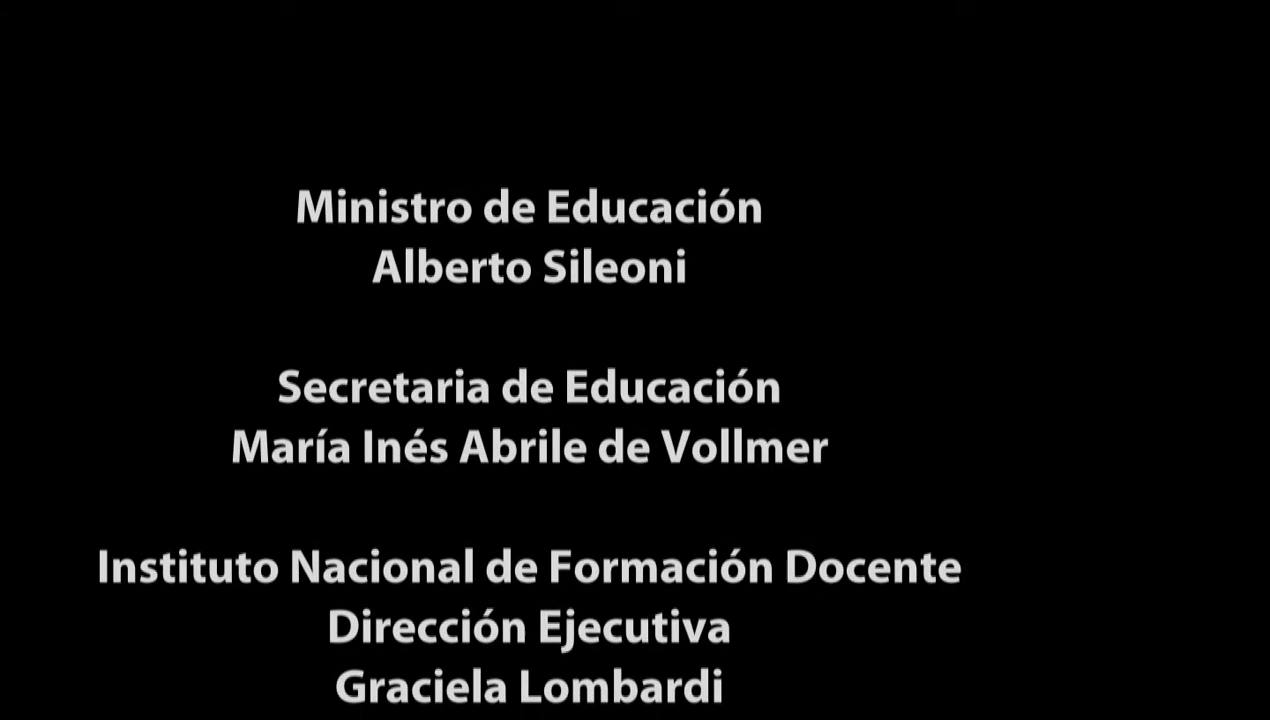 Ministro de Educación
Alberto Sileoni
Secretaria de Educación
María Inés Abrile de Vollmer
Instituto Nacional de Formación Docente
Dirección Ejecutiva
Graciela Lombardi